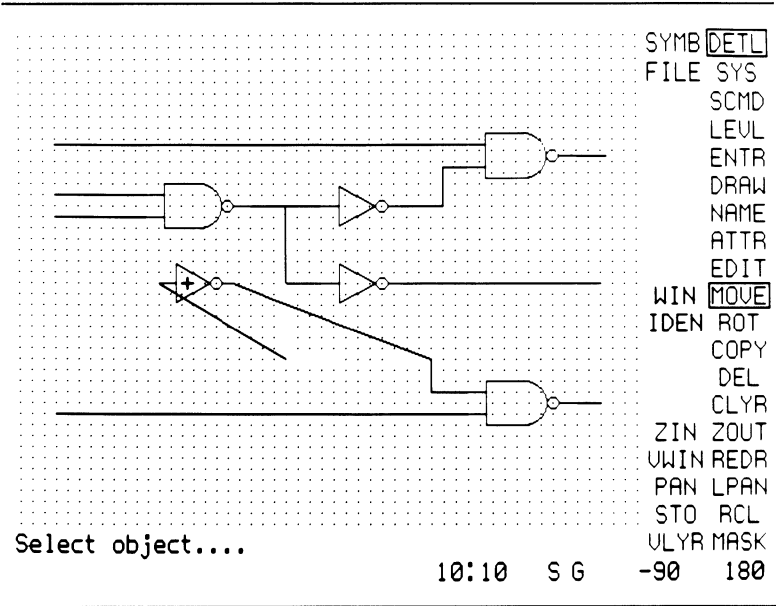 SYMB DETL
FILE SYS
SCMD
LEVL
ENTR
DRAW
NAME
ATTR
EDIT
WIN MOVE
IDEN ROT
COPY
DEL
CLYR
ZIN ZOUT
VWIN REDR
PAN LPAN
STO RCL
Select object.... VLYR MASK
10:10 S G -90 180